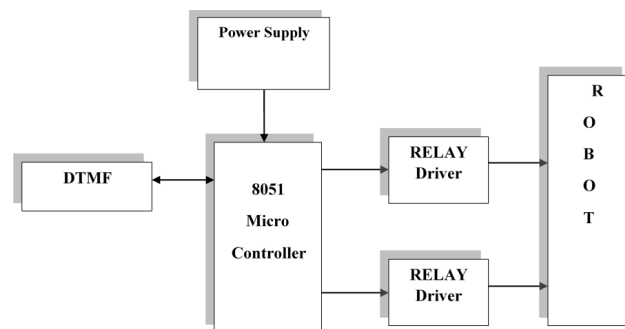 Power Supply
DTMF
8051
Micro
Controller
RELAY
Driver
RELAY
Driver
R
O
B
O
T